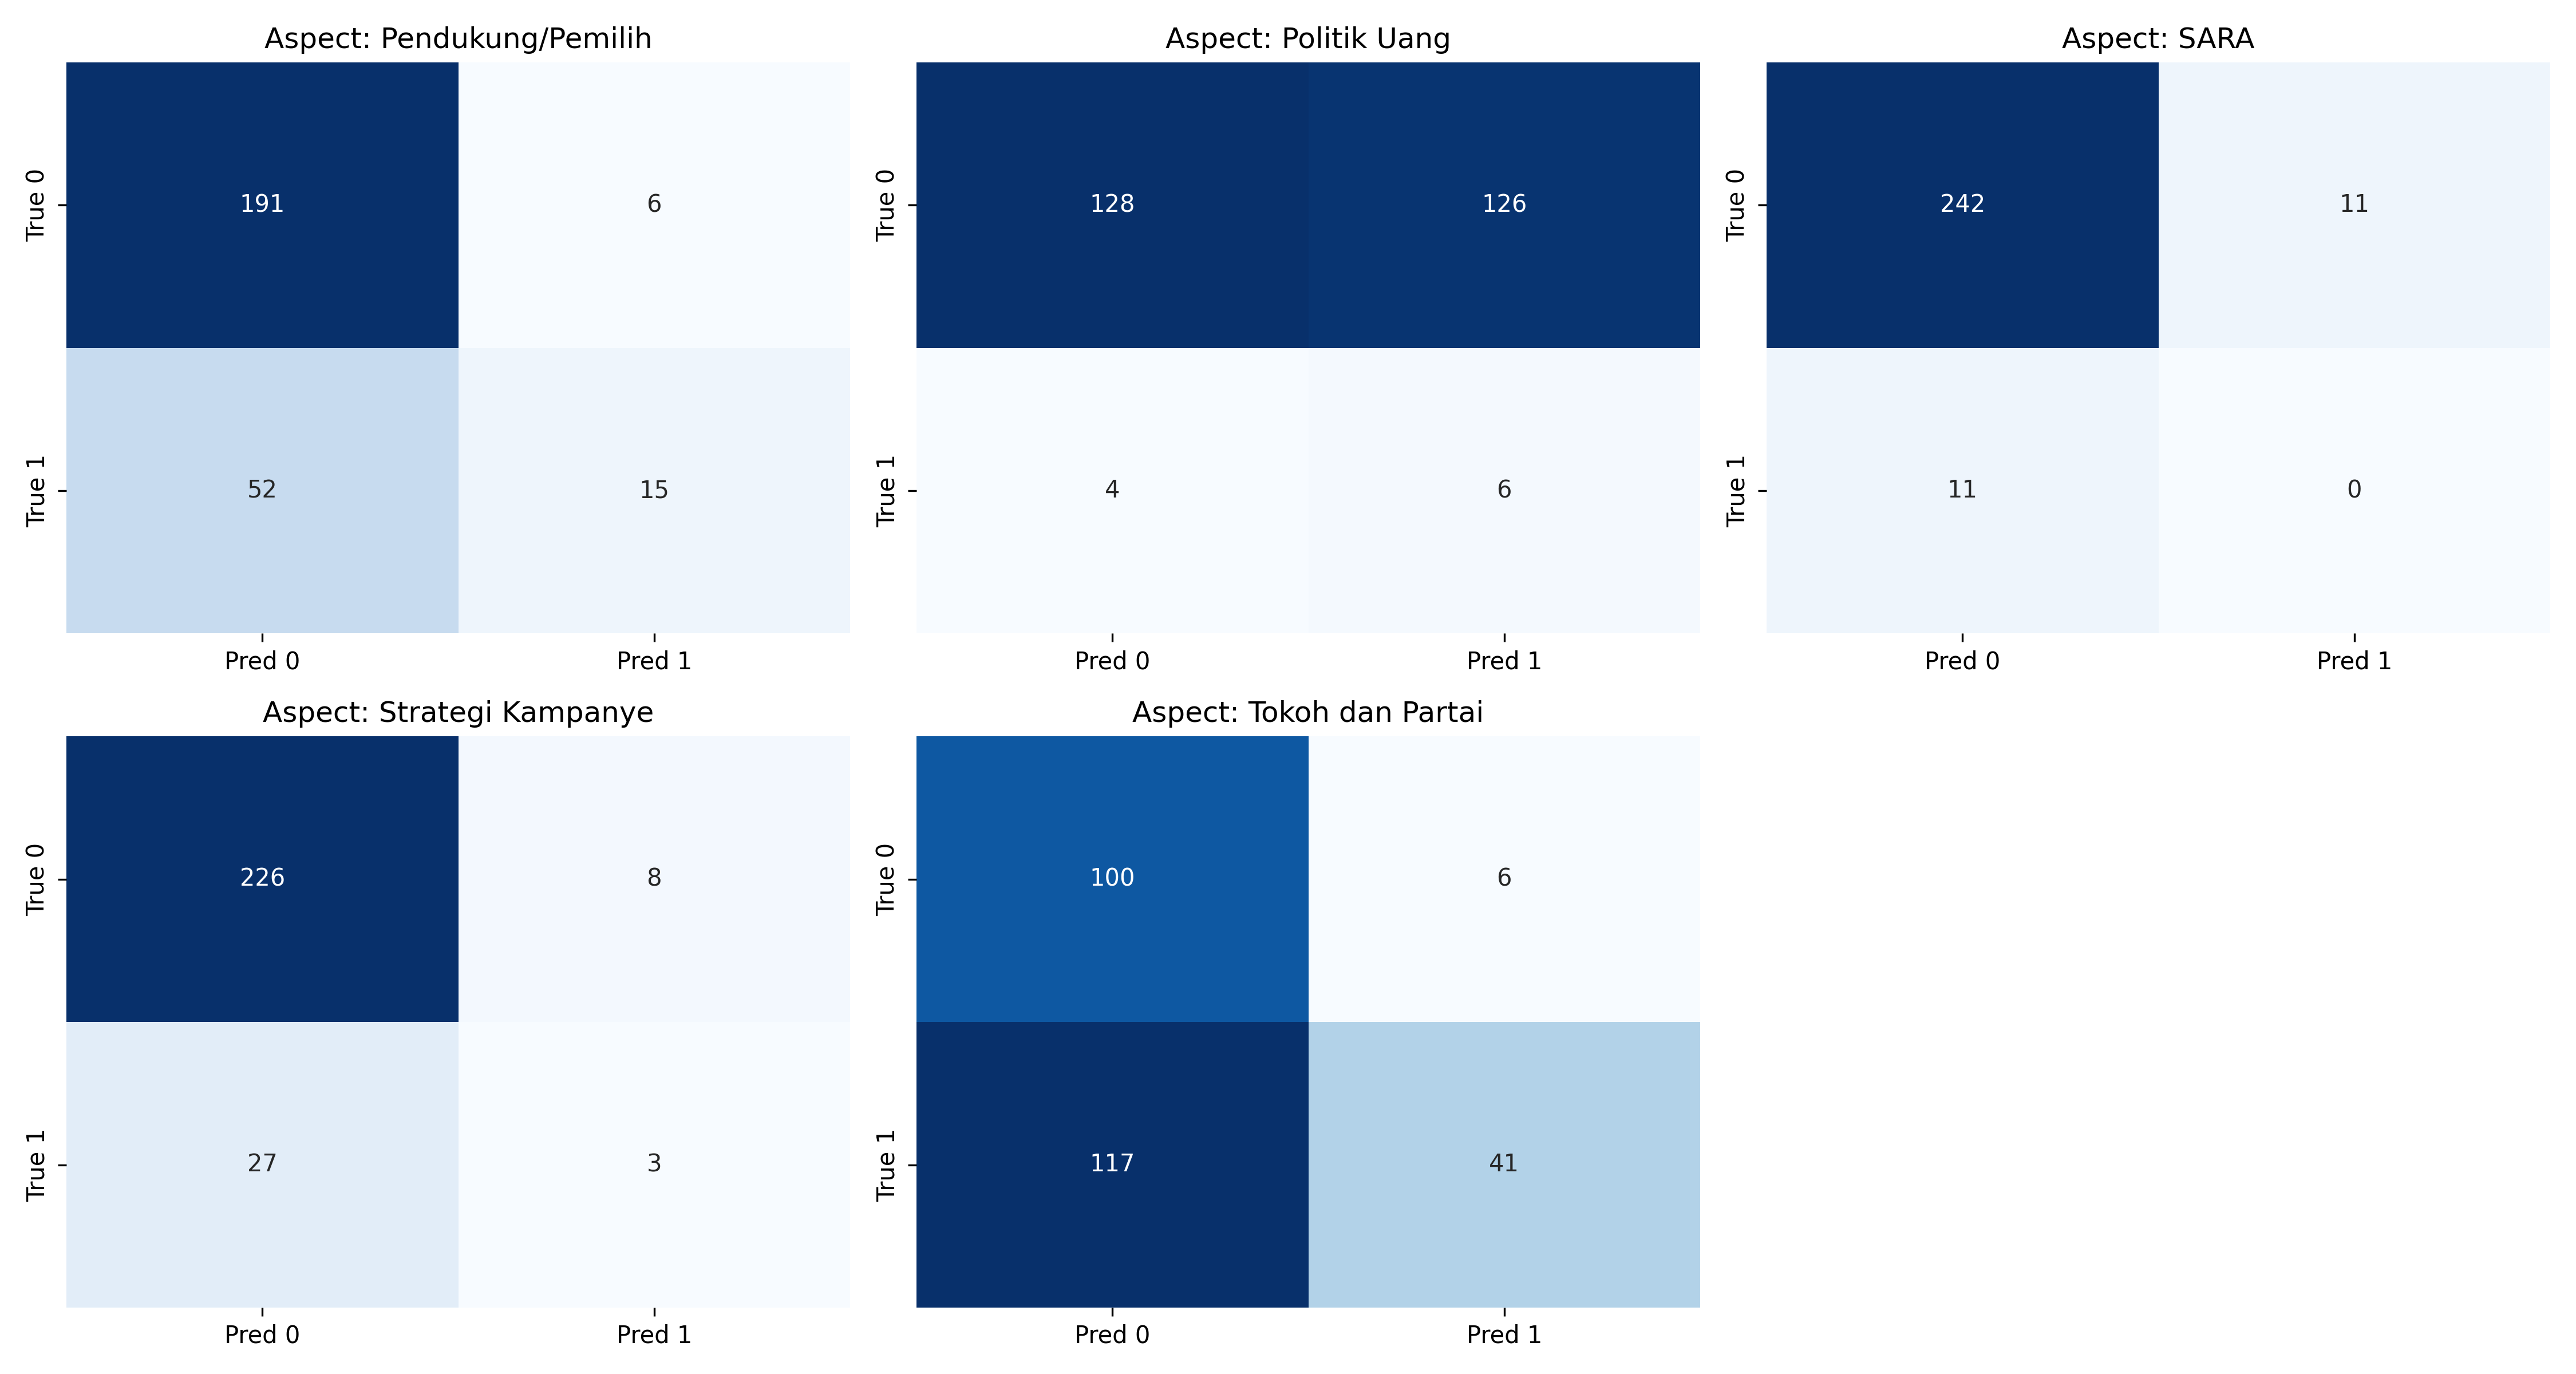 Aspect: Pendukung/Pemilih
True 0
191
6
True 1
52
15
Pred 0
Pred 1
Aspect: Politik Uang
True 0
128
126
True 1
4
6
Pred 0
Pred 1
Aspect: SARA
True 0
242
11
True 1
11
0
Pred 0
Pred 1
Aspect: Strategi Kampanye
True 0
226
8
True 1
27
3
Pred 0
Pred 1
Aspect: Tokoh dan Partai
True 0
100
6
True 1
117
41
Pred 0
Pred 1